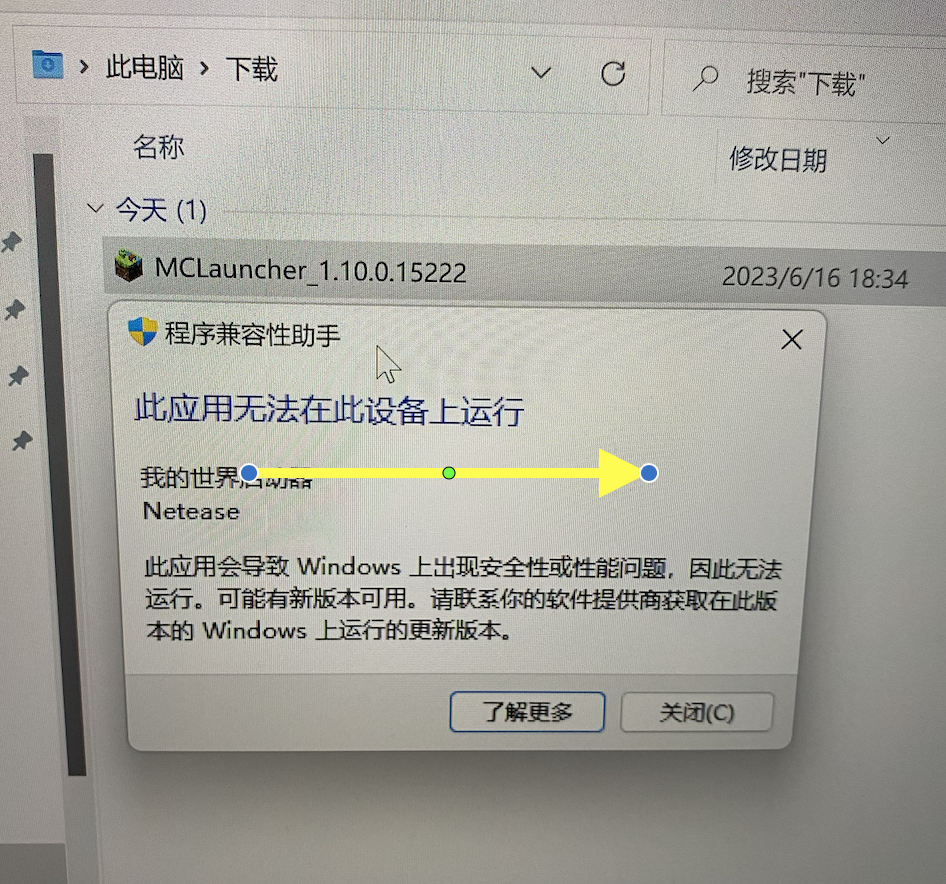 此电脑 > 下载
搜索"下载"
名称
修改日期
今天 (1)
MCLauncher_1.10.0.15222
2023/6/16 18:34
程序兼容性助手
此应用无法在此设备上运行
我的世界启动器
Netease
此应用会导致 Windows 上出现安全性或性能问题，因此无法
运行。可能有新版本可用。请联系你的软件提供商获取在此版
本的 Windows 上运行的更新版本。
了解更多
关闭(C)